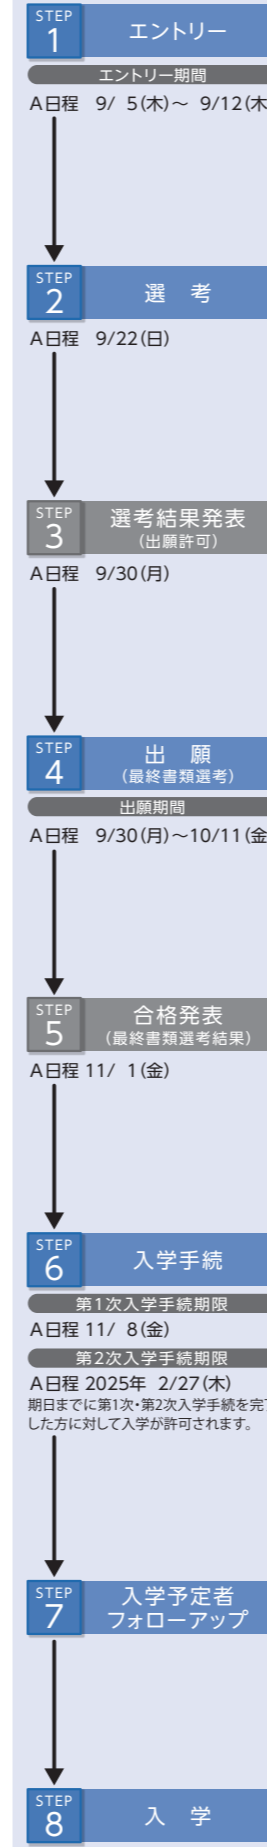 STEP
1
エントリー
エントリー期間
A日程 9/ 5(木)～ 9/12(木
STEP
2
選 考
A日程 9/22(日)
STEP
3
選考結果発表
(出願許可)
A日程 9/30(月)
STEP
4
出 願
(最終書類選考)
出願期間
A日程 9/30(月)～10/11(金
STEP
5
合格発表
(最終書類選考結果)
A日程 11/ 1(金)
STEP
6
入学手続
第1次入学手続期限
A日程 11/ 8(金)
第2次入学手続期限
A日程 2025年 2/27(木)
期日までに第1次・第2次入学手続を完了
した方に対して入学が許可されます。
STEP
7
入学予定者
フォローアップ
STEP
8
入 学